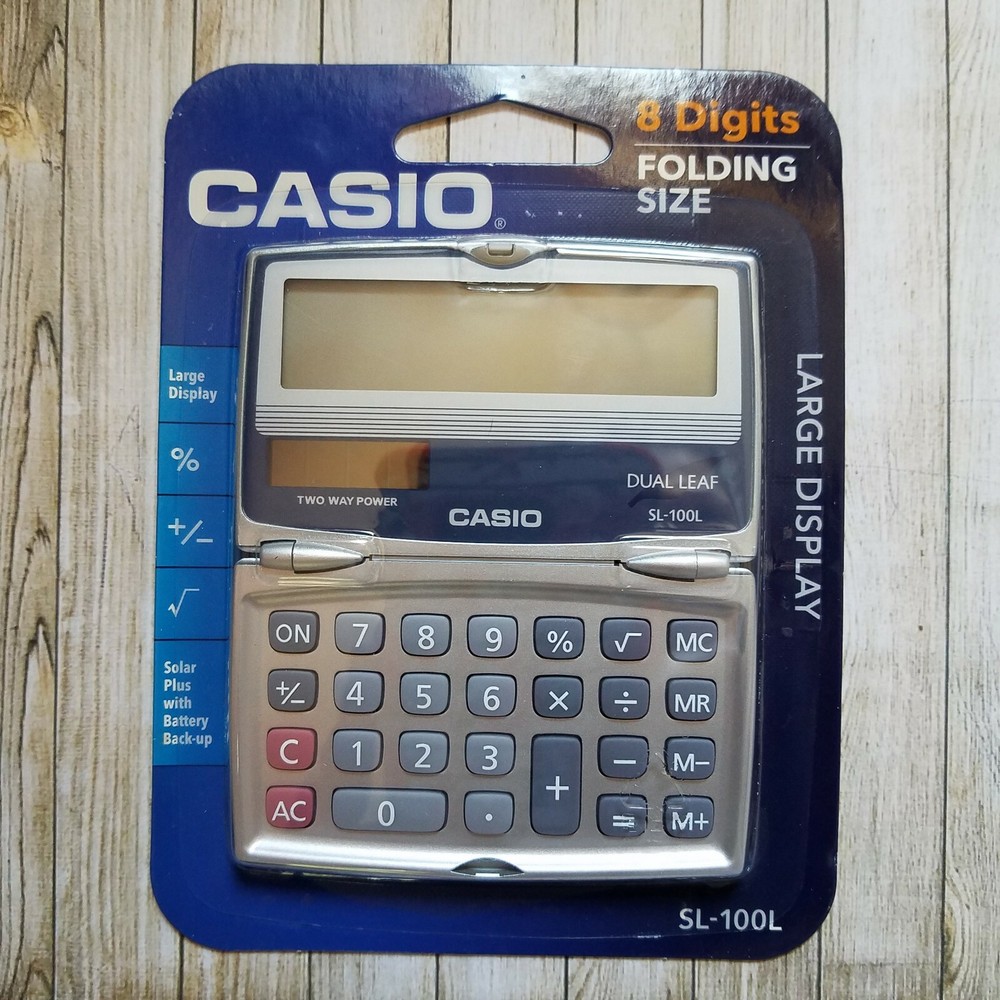 8 Digits
FOLDING
SIZE
CASIO®
Large
Display
%
+/−
√
Solar
Plus
with
Battery
Back-up
LARGE DISPLAY
TWO WAY POWER
DUAL LEAF
CASIO
SL-100L
ON 7 8 9 % √ MC
+/− 4 5 6 × ÷ MR
C 1 2 3 + − M−
AC 0 . = M+
SL-100L